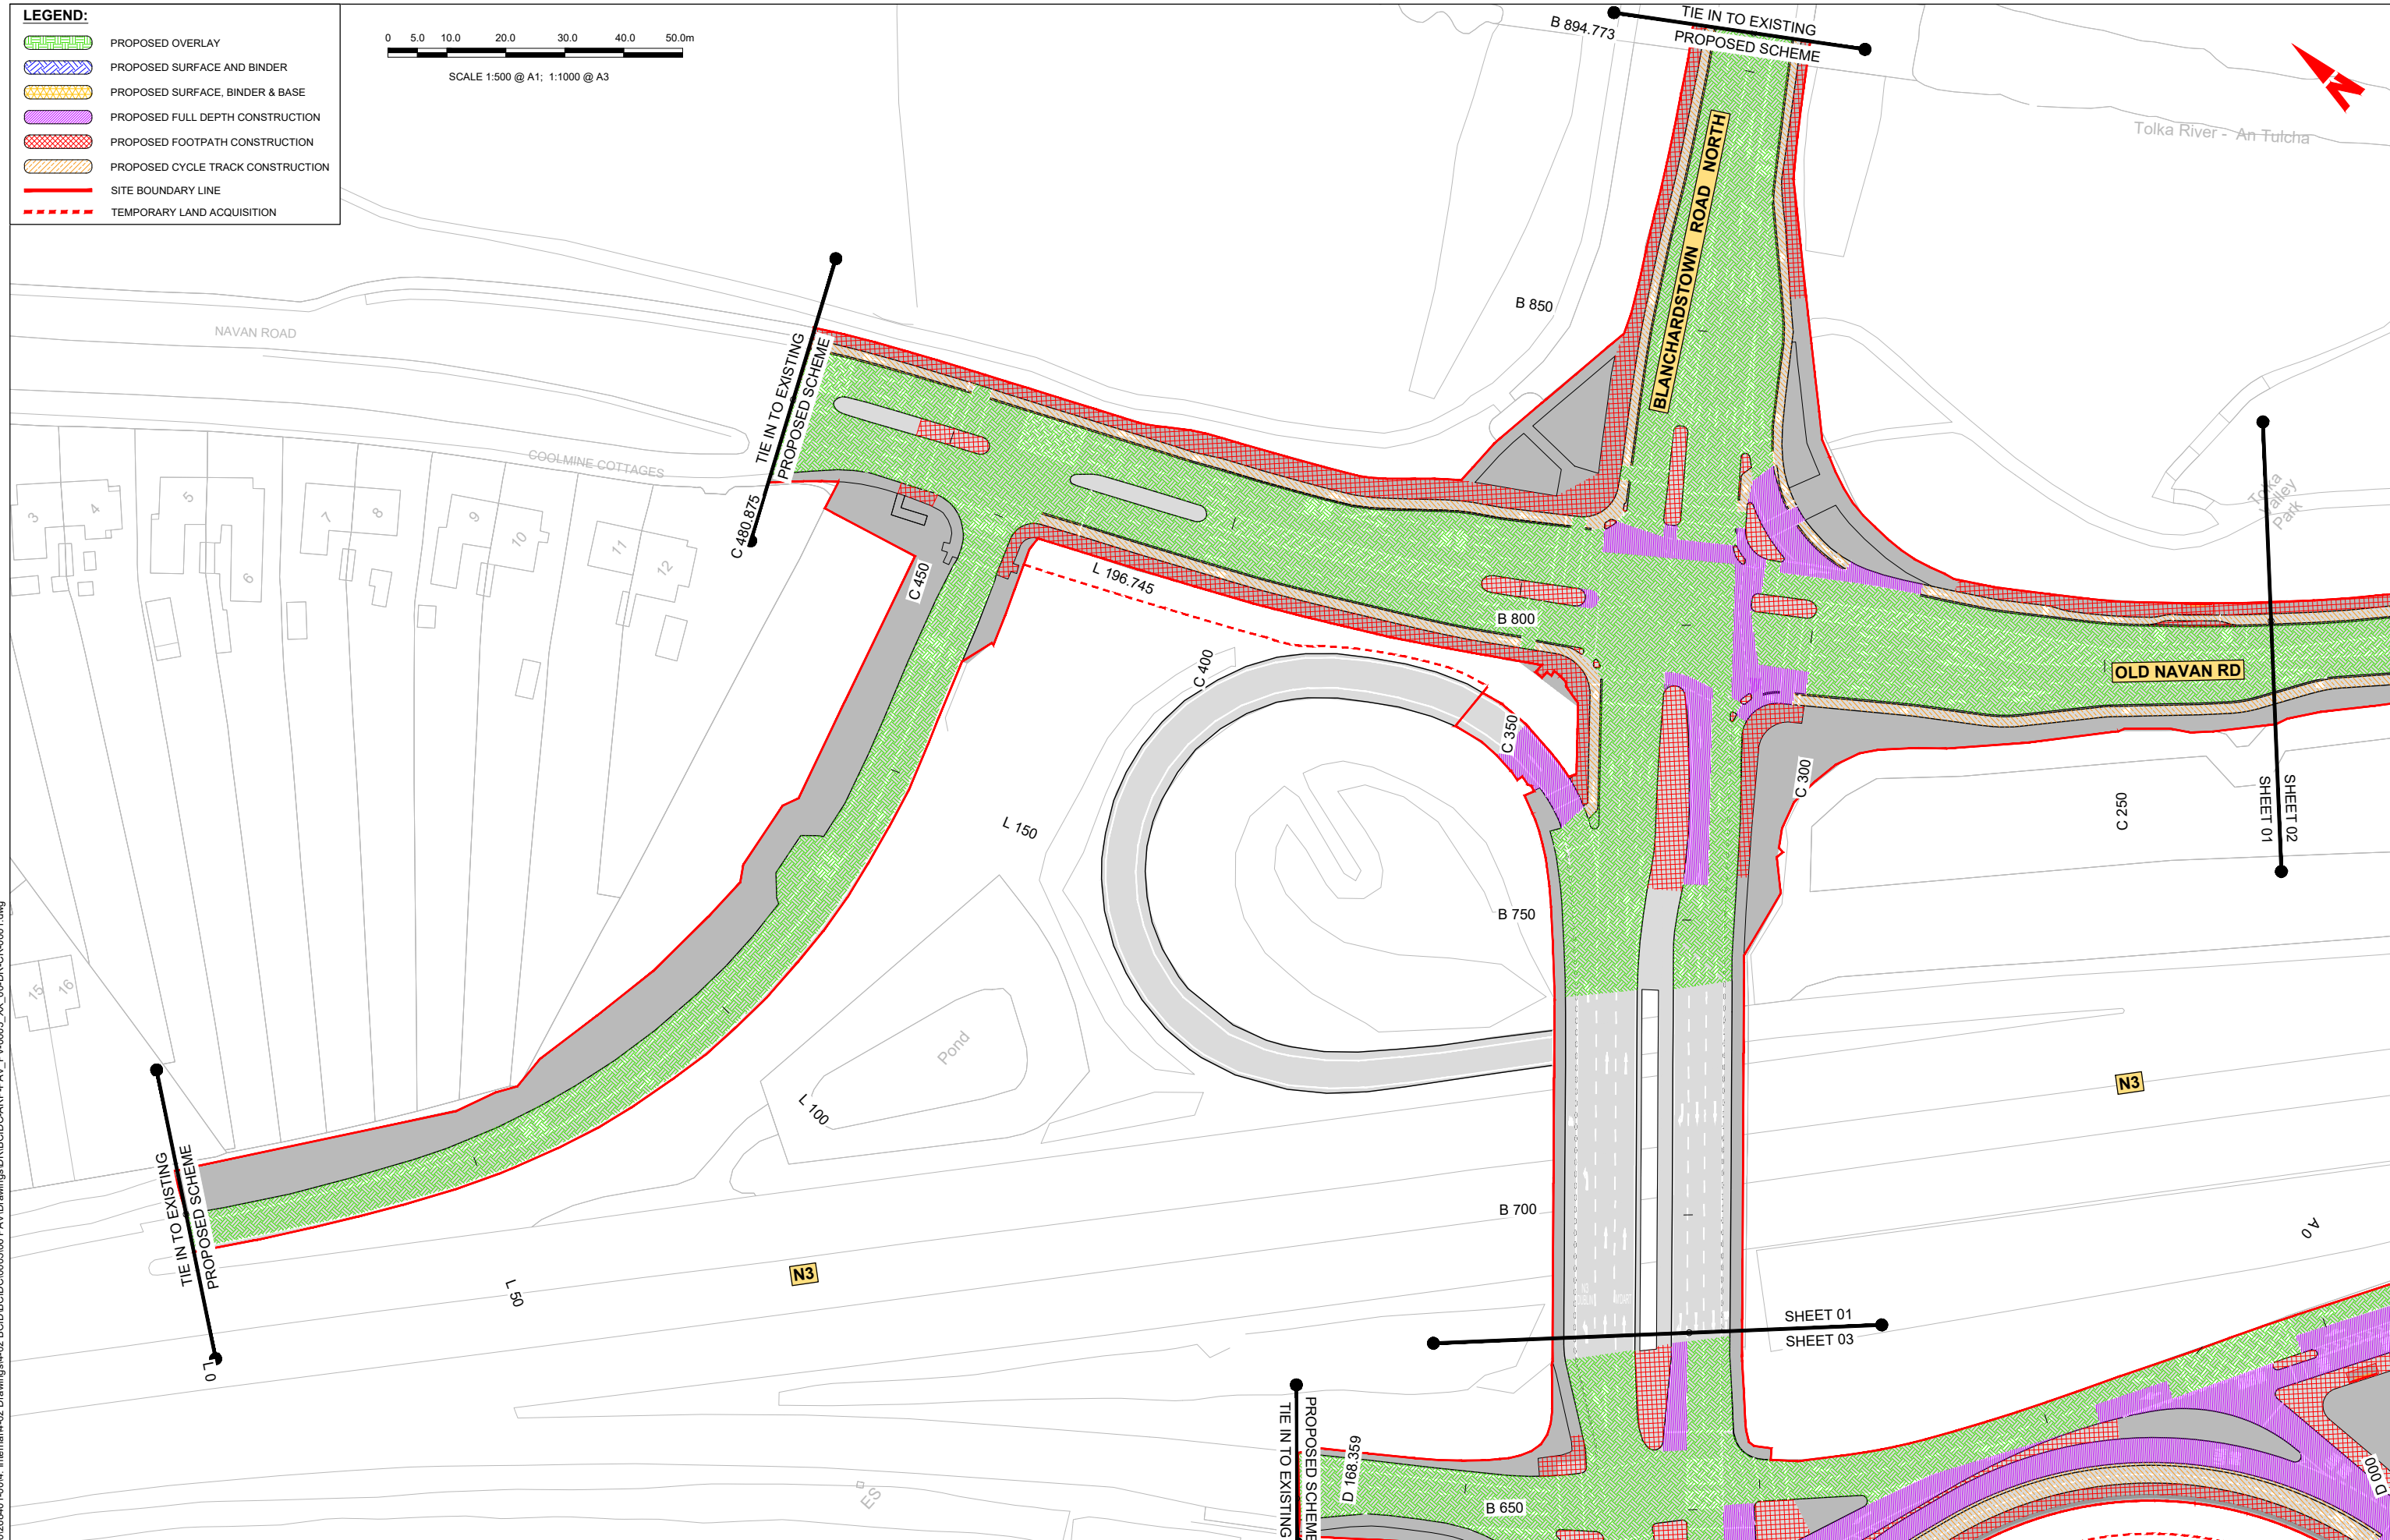 LEGEND:
PROPOSED OVERLAY
PROPOSED SURFACE AND BINDER
PROPOSED SURFACE, BINDER & BASE
PROPOSED FULL DEPTH CONSTRUCTION
PROPOSED FOOTPATH CONSTRUCTION
PROPOSED CYCLE TRACK CONSTRUCTION
SITE BOUNDARY LINE
TEMPORARY LAND ACQUISITION
0 5.0 10.0 20.0 30.0 40.0 50.0m
SCALE 1:500 @ A1; 1:1000 @ A3
B 894.773
TIE IN TO EXISTING
PROPOSED SCHEME
N
Tolka River - An Tulcha
BLANCHARDSTOWN ROAD NORTH
B 850
NAVAN ROAD
TIE IN TO EXISTING
PROPOSED SCHEME
COOLMINE COTTAGES
C 480.875
3
4
5
6
7
8
9
10
11
12
Tolka
Valley
Park
C 450
L 196.745
B 800
C 400
C 350
OLD NAVAN RD
C 300
C 250
SHEET 01
SHEET 02
L 150
B 750
15
16
Pond
L 100
N3
TIE IN TO EXISTING
PROPOSED SCHEME
B 700
A 0
L 50
N3
L 0
SHEET 01
SHEET 03
TIE IN TO EXISTING
PROPOSED SCHEME
D 168.359
B 650
ES
D 000